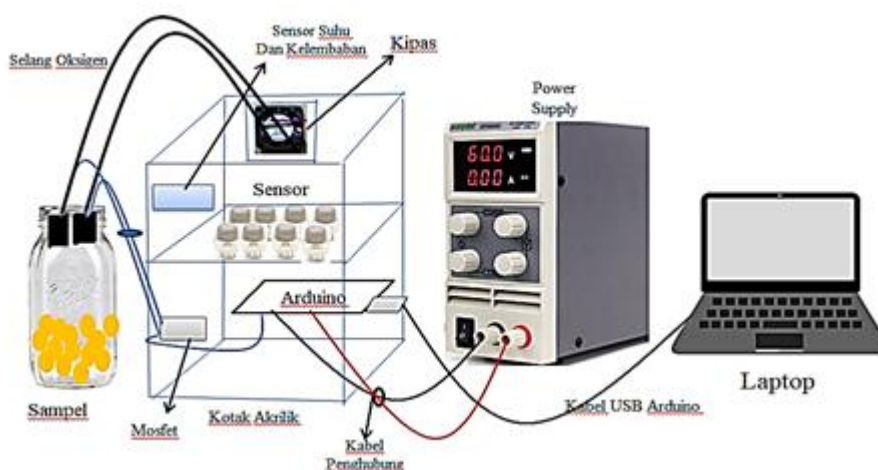 Sensor Suhu
Dan Kelembaban
Kipas
Selang Oksigen
Power
Supply
60.0 V
0.00 A
Sensor
Arduino
Sampel
Mosfet
Kotak Akrilik
Kabel
Penghubung
Kabel USB Arduino
Laptop